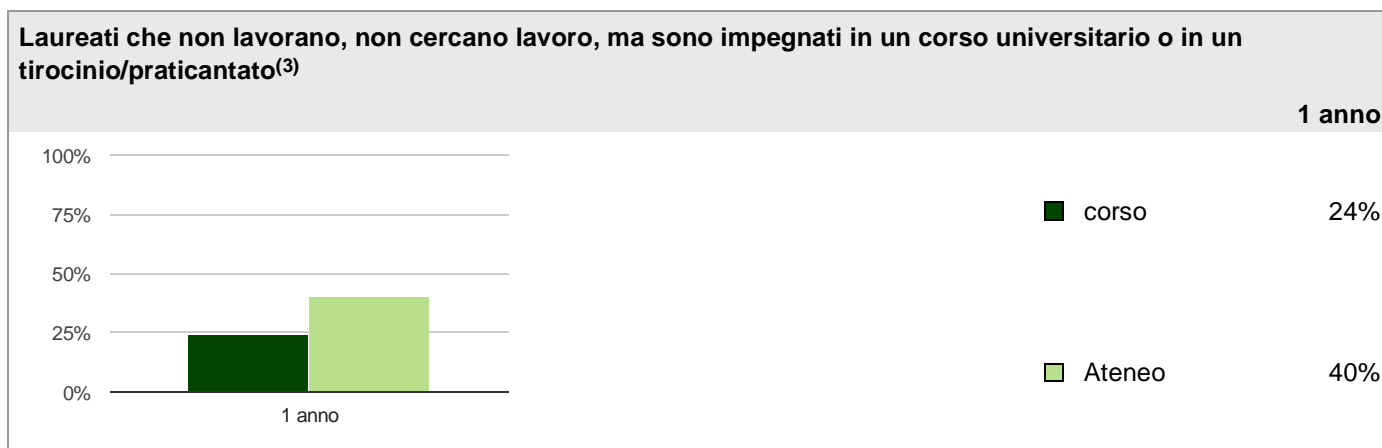 Laureati che non lavorano, non cercano lavoro, ma sono impegnati in un corso universitario o in un
tirocinio/praticantato(3)
1 anno
100%
75%
50%
25%
0%
1 anno
corso 24%
Ateneo 40%